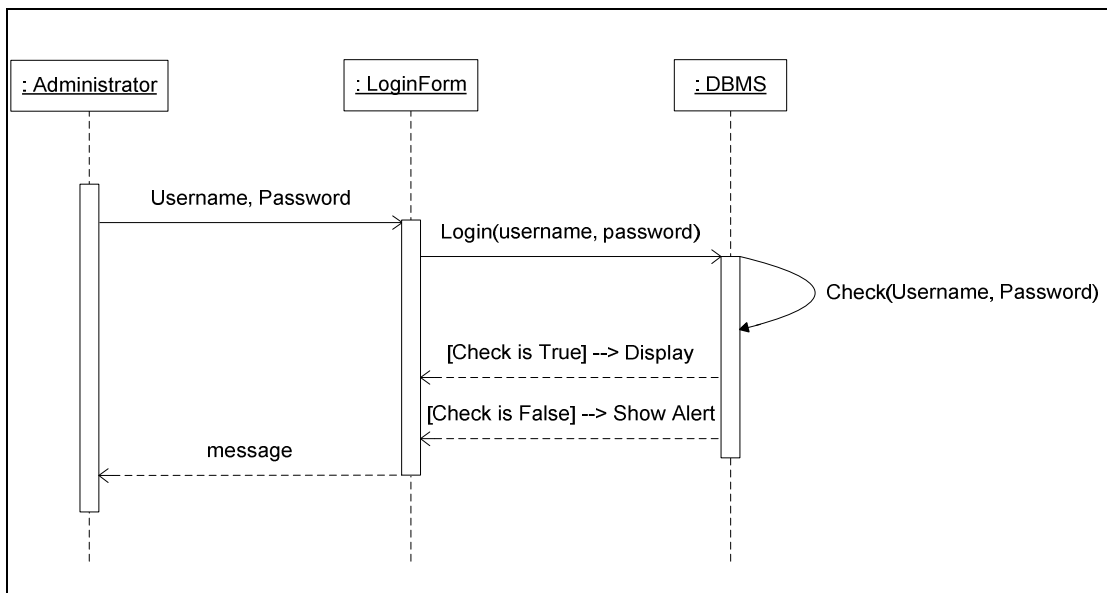 : Administrator
: LoginForm
: DBMS
Username, Password
Login(username, password)
Check(Username, Password)
[Check is True] --> Display
[Check is False] --> Show Alert
message